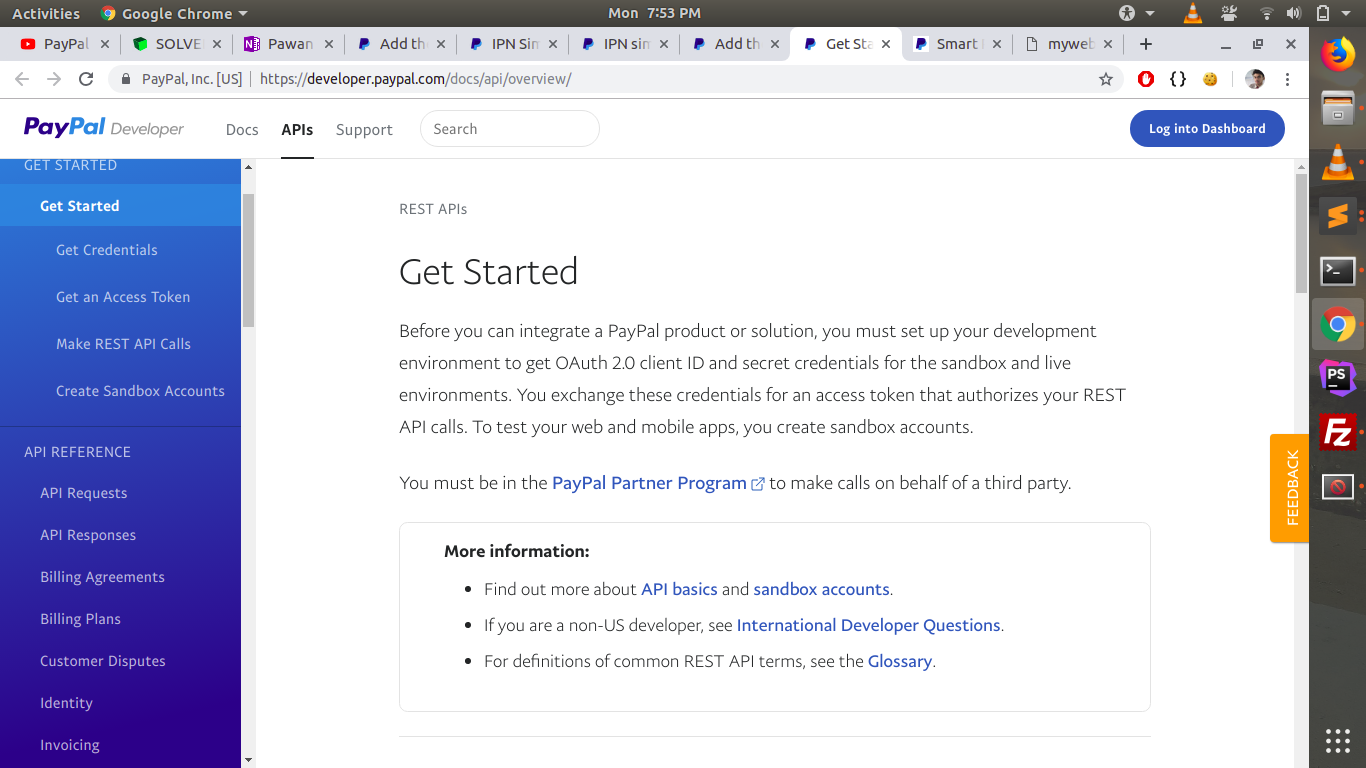 Activities
Google Chrome
Mon 7:53 PM
PayPal
SOLVE
Pawan
Add th
IPN Sim
IPN sim
Add th
Get Sta
Smart
myweb
PayPal, Inc. [US]
https://developer.paypal.com/docs/api/overview/
PayPal Developer
Docs
APIs
Support
Search
Log into Dashboard
GET STARTED
Get Started
Get Credentials
Get an Access Token
Make REST API Calls
Create Sandbox Accounts
API REFERENCE
API Requests
API Responses
Billing Agreements
Billing Plans
Customer Disputes
Identity
Invoicing
REST APIs
Get Started
Before you can integrate a PayPal product or solution, you must set up your development
environment to get OAuth 2.0 client ID and secret credentials for the sandbox and live
environments. You exchange these credentials for an access token that authorizes your REST
API calls. To test your web and mobile apps, you create sandbox accounts.
You must be in the PayPal Partner Program to make calls on behalf of a third party.
More information:
Find out more about API basics and sandbox accounts.
If you are a non-US developer, see International Developer Questions.
For definitions of common REST API terms, see the Glossary.
FEEDBACK
PS
Fz